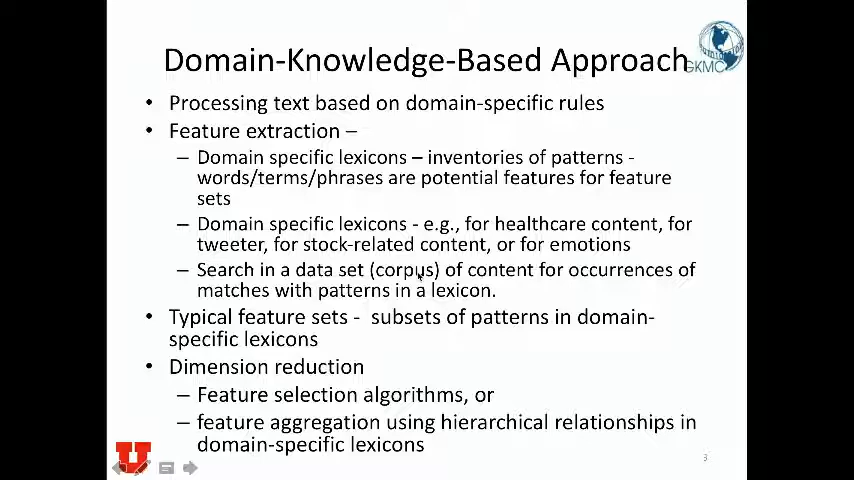 Domain-Knowledge-Based Approach
GKMC
• Processing text based on domain-specific rules
• Feature extraction –
– Domain specific lexicons – inventories of patterns -
words/terms/phrases are potential features for feature
sets
– Domain specific lexicons - e.g., for healthcare content, for
tweeter, for stock-related content, or for emotions
– Search in a data set (corpus) of content for occurrences of
matches with patterns in a lexicon.
• Typical feature sets - subsets of patterns in domain-
specific lexicons
• Dimension reduction
– Feature selection algorithms, or
– feature aggregation using hierarchical relationships in
domain-specific lexicons
U
3